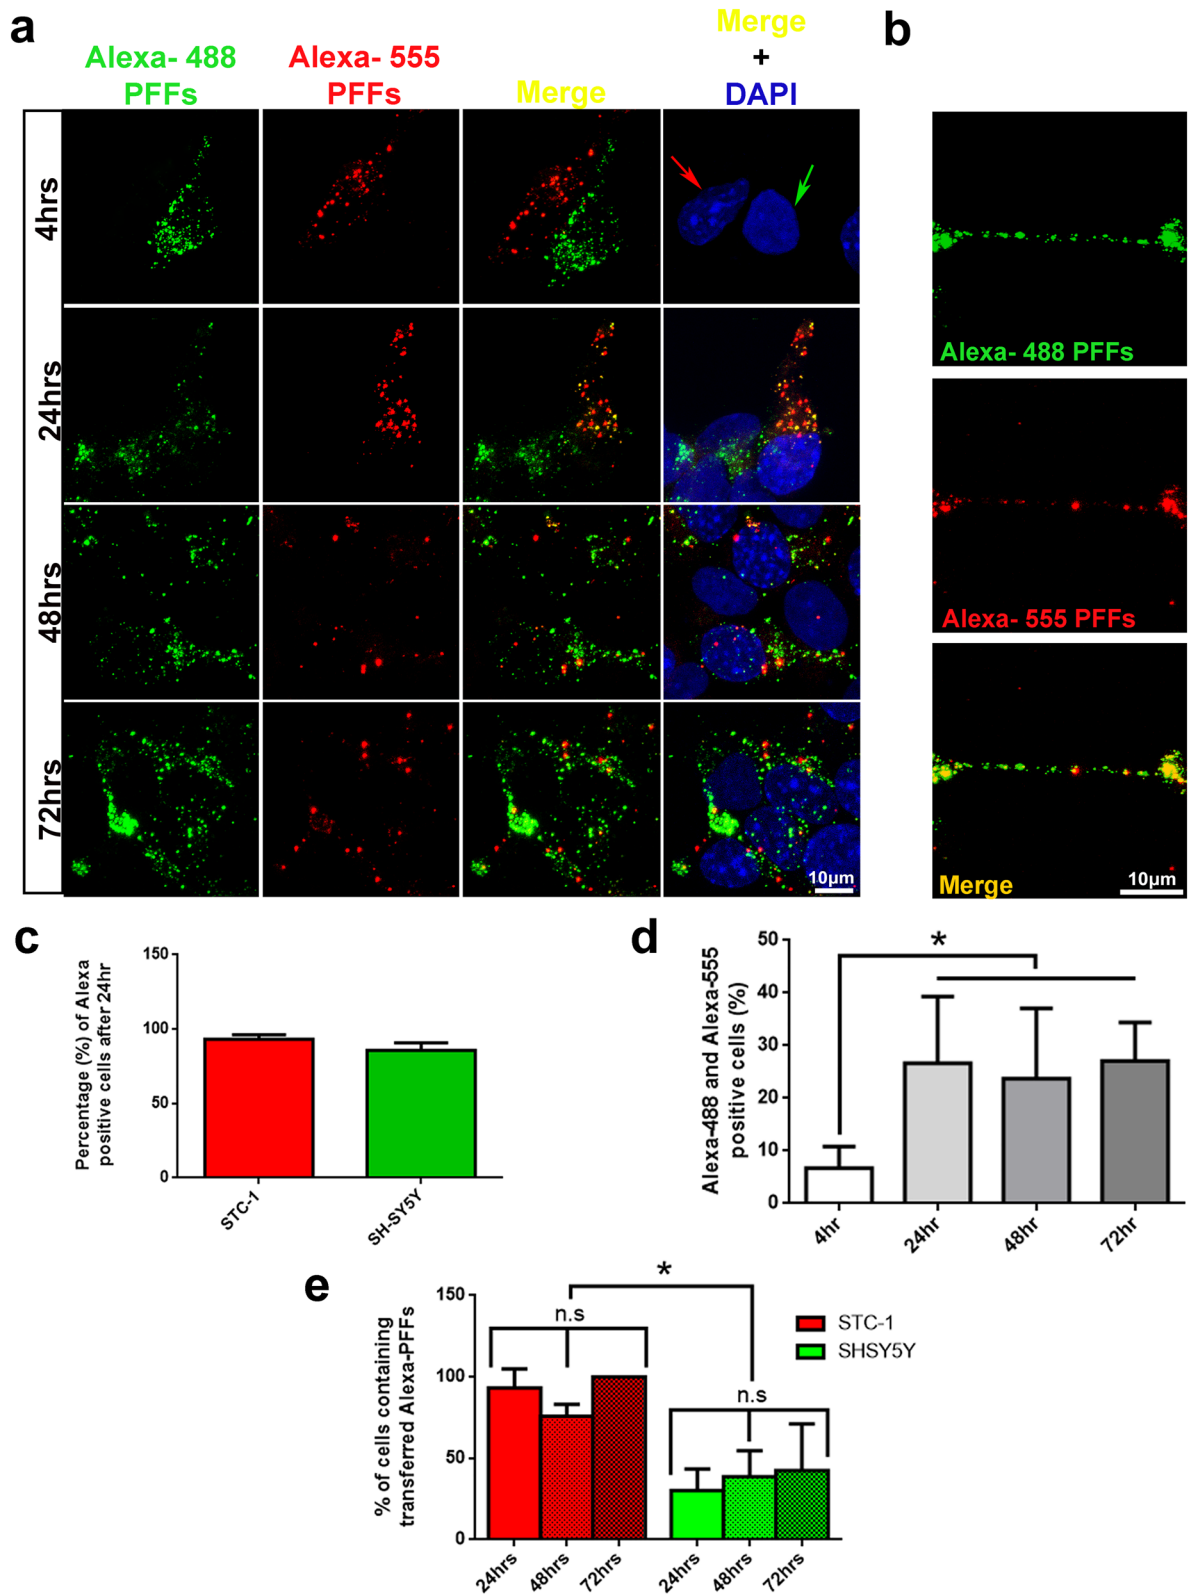 a
Alexa- 488
PFFs
Alexa- 555
PFFs
Merge
Merge
+
DAPI
4hrs
24hrs
48hrs
72hrs
10µm
b
Alexa- 488 PFFs
Alexa- 555 PFFs
Merge
10µm
c
Percentage (%) of Alexa
positive cells after 24hr
150
100
50
0
STC-1
SH-SY5Y
d
Alexa-488 and Alexa-555
positive cells (%)
50
40
30
20
10
0
*
4hr
24hr
48hr
72hr
e
% of cells containing
transferred Alexa-PFFs
150
100
50
0
*
n.s
n.s
STC-1
SHSY5Y
24hrs
48hrs
72hrs
24hrs
48hrs
72hrs